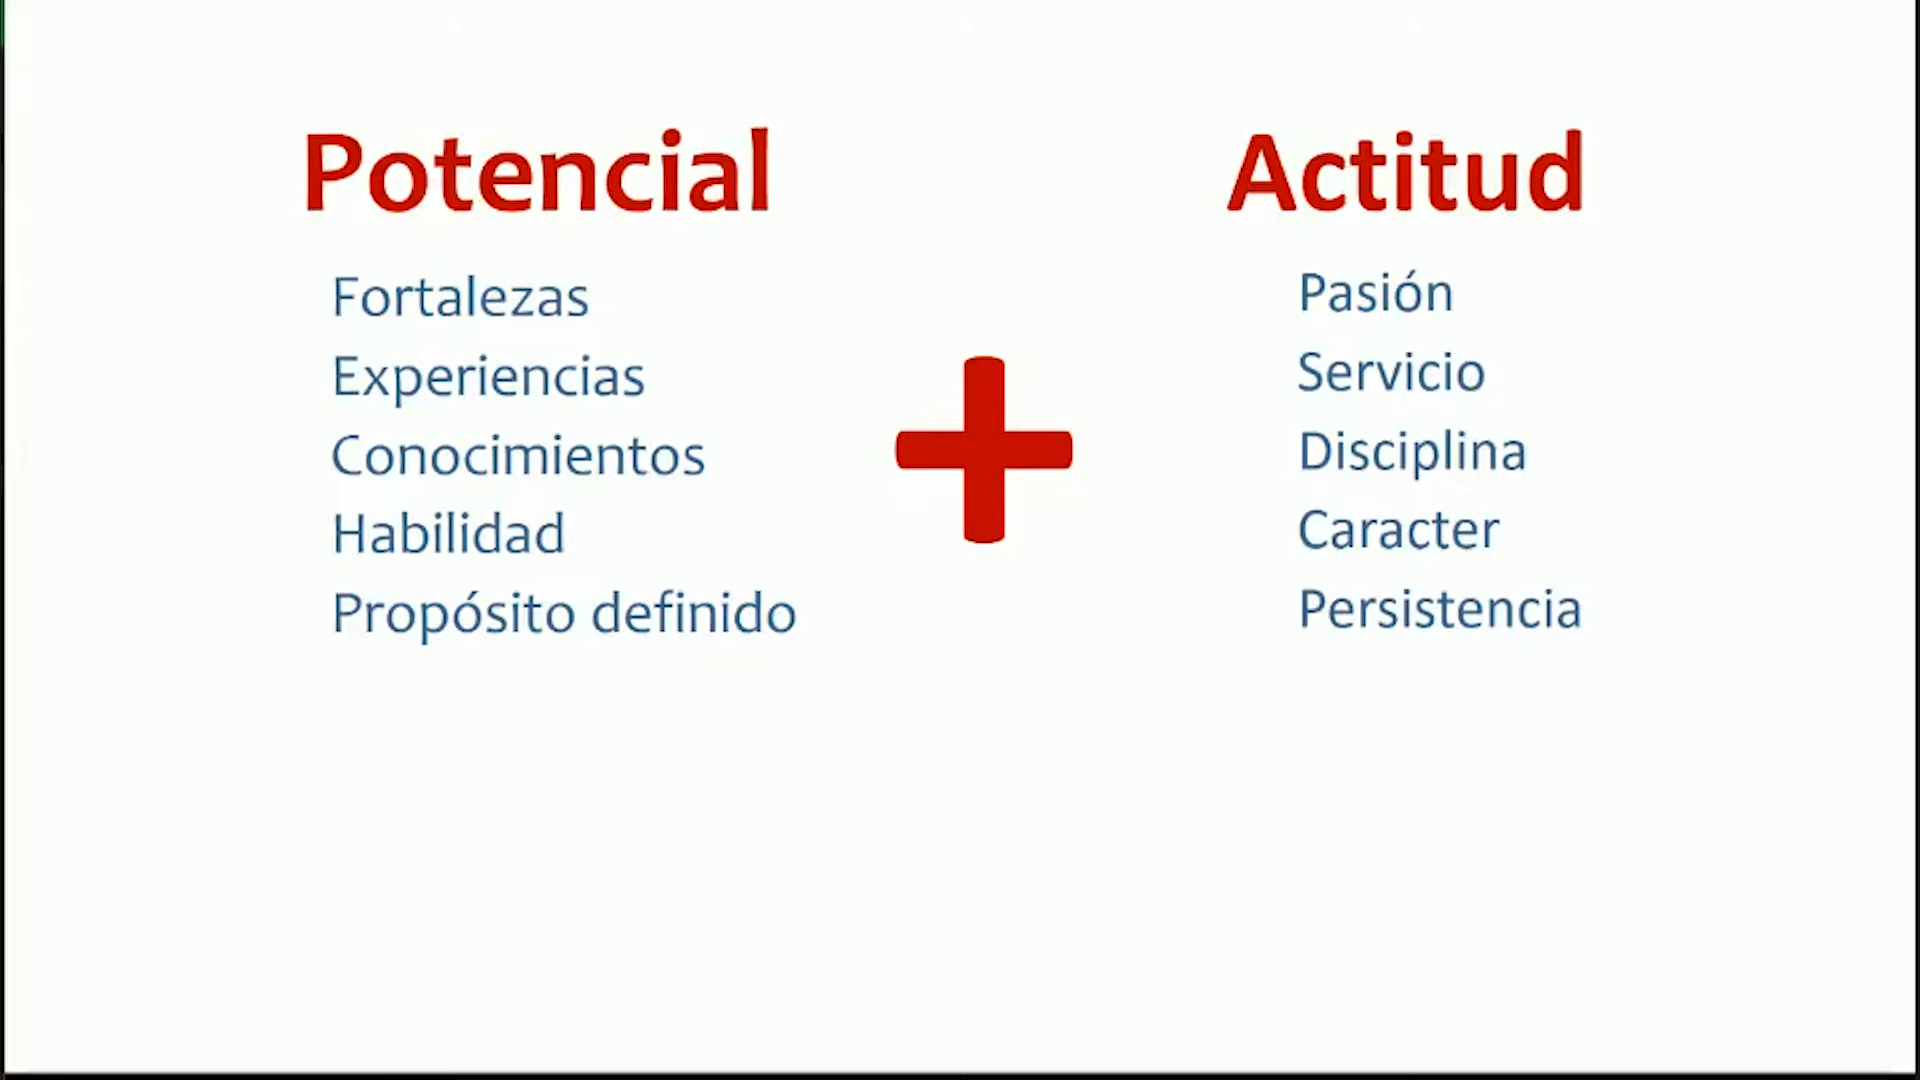 Potencial
Fortalezas
Experiencias
Conocimientos
Habilidad
Propósito definido
Actitud
Pasión
Servicio
Disciplina
Caracter
Persistencia